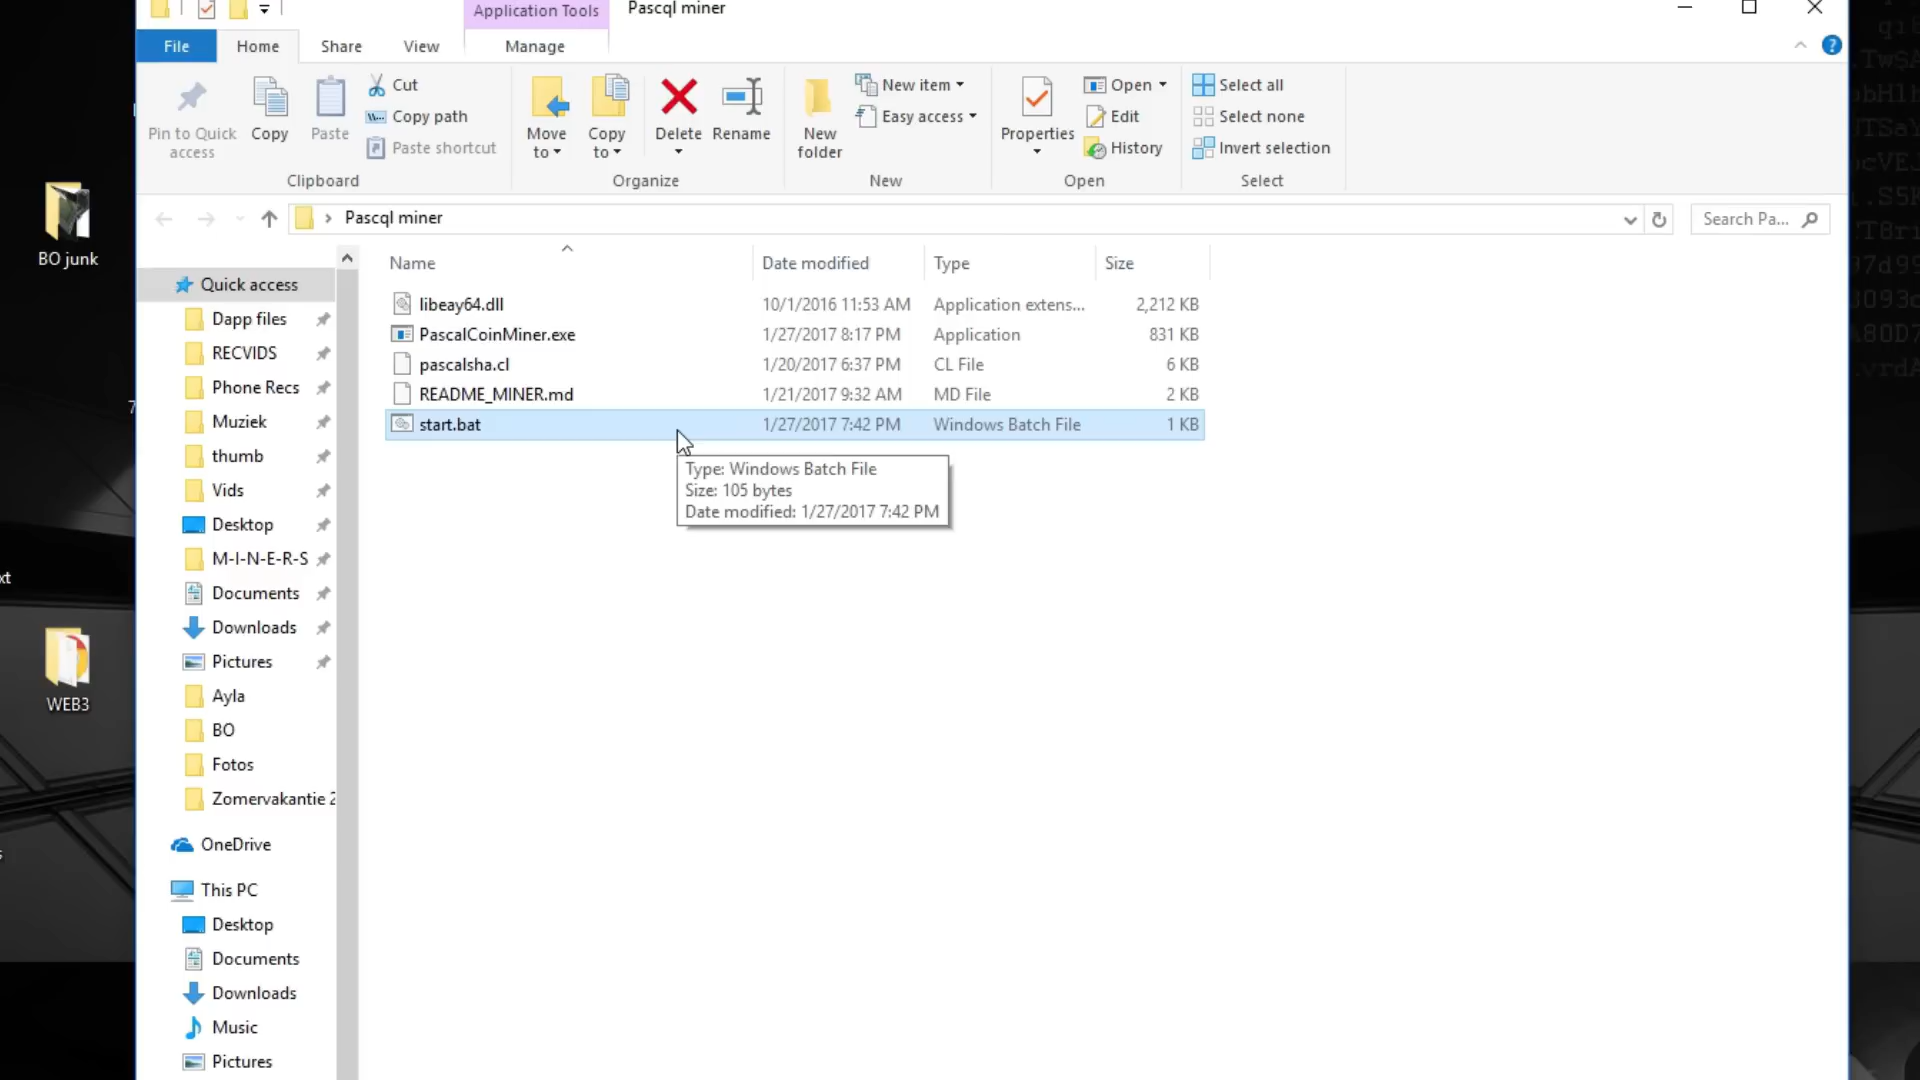 Application Tools
Pascql miner
File
Home
Share
View
Manage
Pin to Quick access
Copy
Paste
Cut
Copy path
Paste shortcut
Clipboard
Move to
Copy to
Delete
Rename
Organize
New folder
New item
Easy access
New
Properties
Open
Edit
History
Open
Select all
Select none
Invert selection
Select
Pascql miner
Search Pa...
BO junk
WEB3
Quick access
Dapp files
RECVIDS
Phone Recs
Muziek
thumb
Vids
Desktop
M-I-N-E-R-S
Documents
Downloads
Pictures
Ayla
BO
Fotos
Zomervakantie 2
OneDrive
This PC
Desktop
Documents
Downloads
Music
Pictures
Name Date modified Type Size
libeay64.dll 10/1/2016 11:53 AM Application extens... 2,212 KB
PascalCoinMiner.exe 1/27/2017 8:17 PM Application 831 KB
pascalsha.cl 1/20/2017 6:37 PM CL File 6 KB
README_MINER.md 1/21/2017 9:32 AM MD File 2 KB
start.bat 1/27/2017 7:42 PM Windows Batch File 1 KB
Type: Windows Batch File
Size: 105 bytes
Date modified: 1/27/2017 7:42 PM